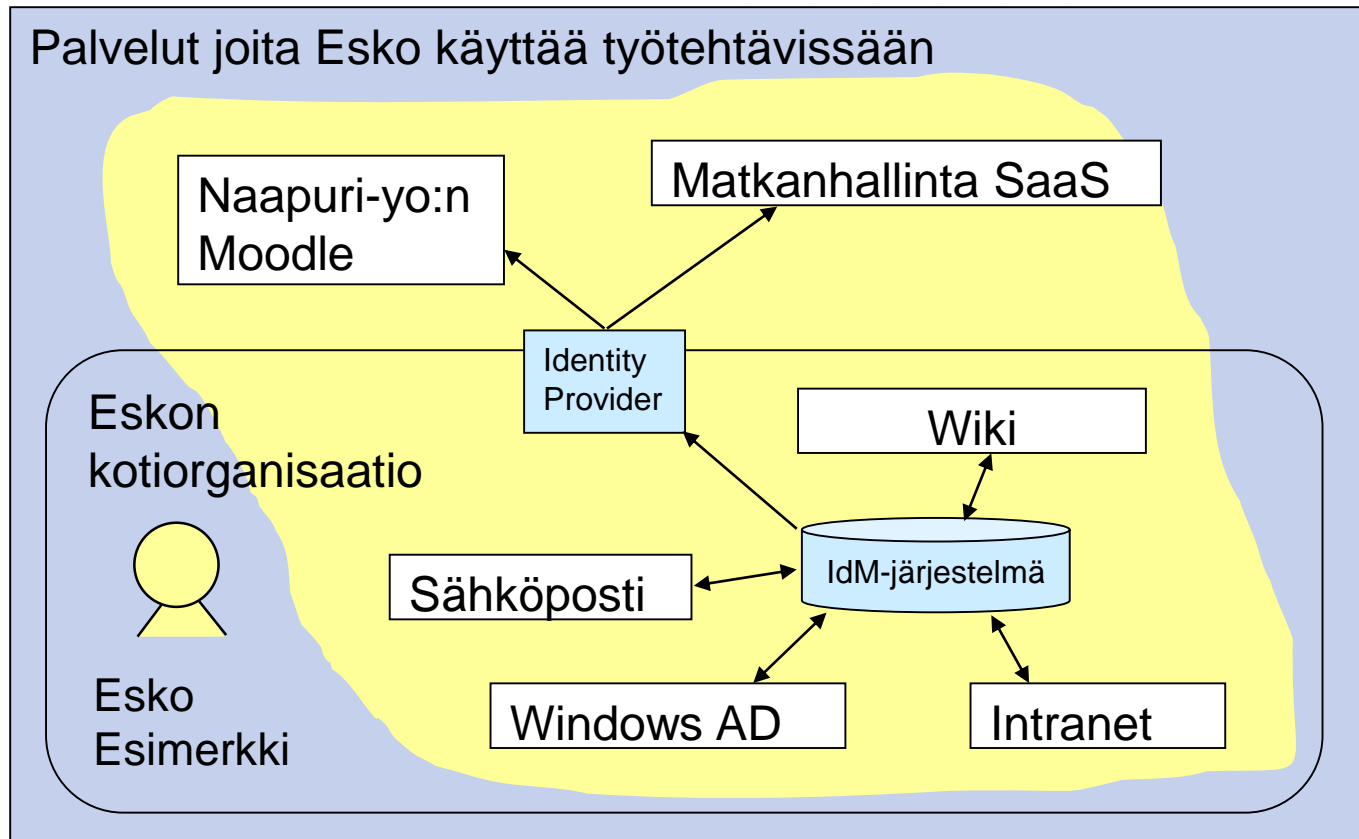 Palvelut joita Esko käyttää työtehtävissään
Naapuri-yo:n
Moodle
Matkanhallinta SaaS
Identity
Provider
Eskon
kotiorganisaatio
Wiki
IdM-järjestelmä
Sähköposti
Windows AD
Intranet
Esko
Esimerkki